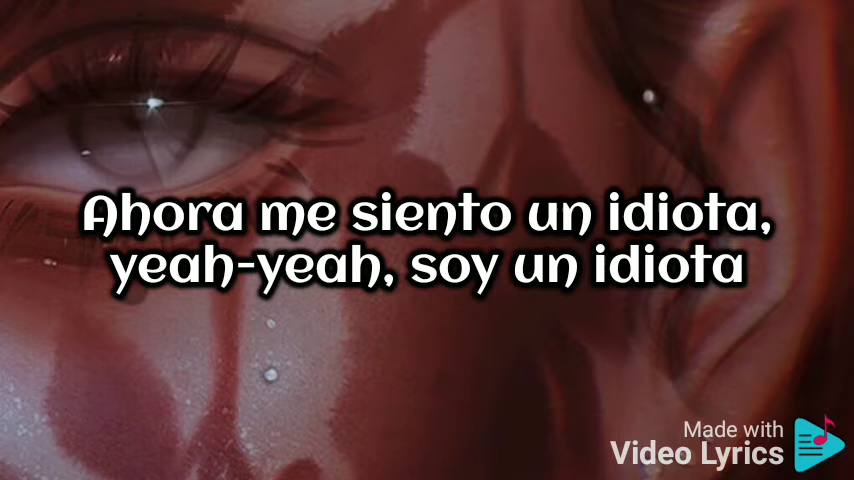 Ahora me siento un idiota,
yeah-yeah, soy un idiota
Made with
Video Lyrics